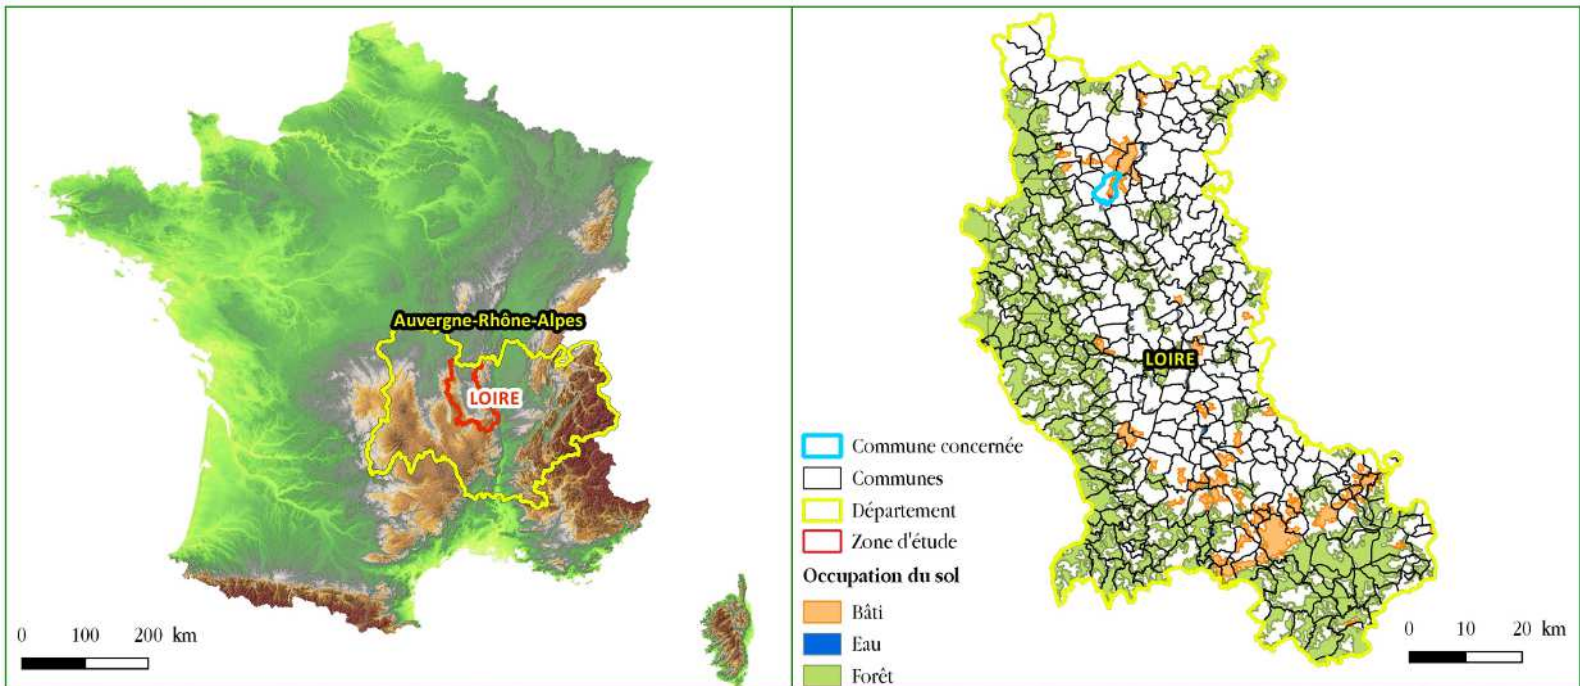 Auvergne-Rhône-Alpes
LOIRE
0 100 200 km
LOIRE
Commune concernée
Communes
Département
Zone d'étude
Occupation du sol
Bâti
Eau
Forêt
0 10 20 km